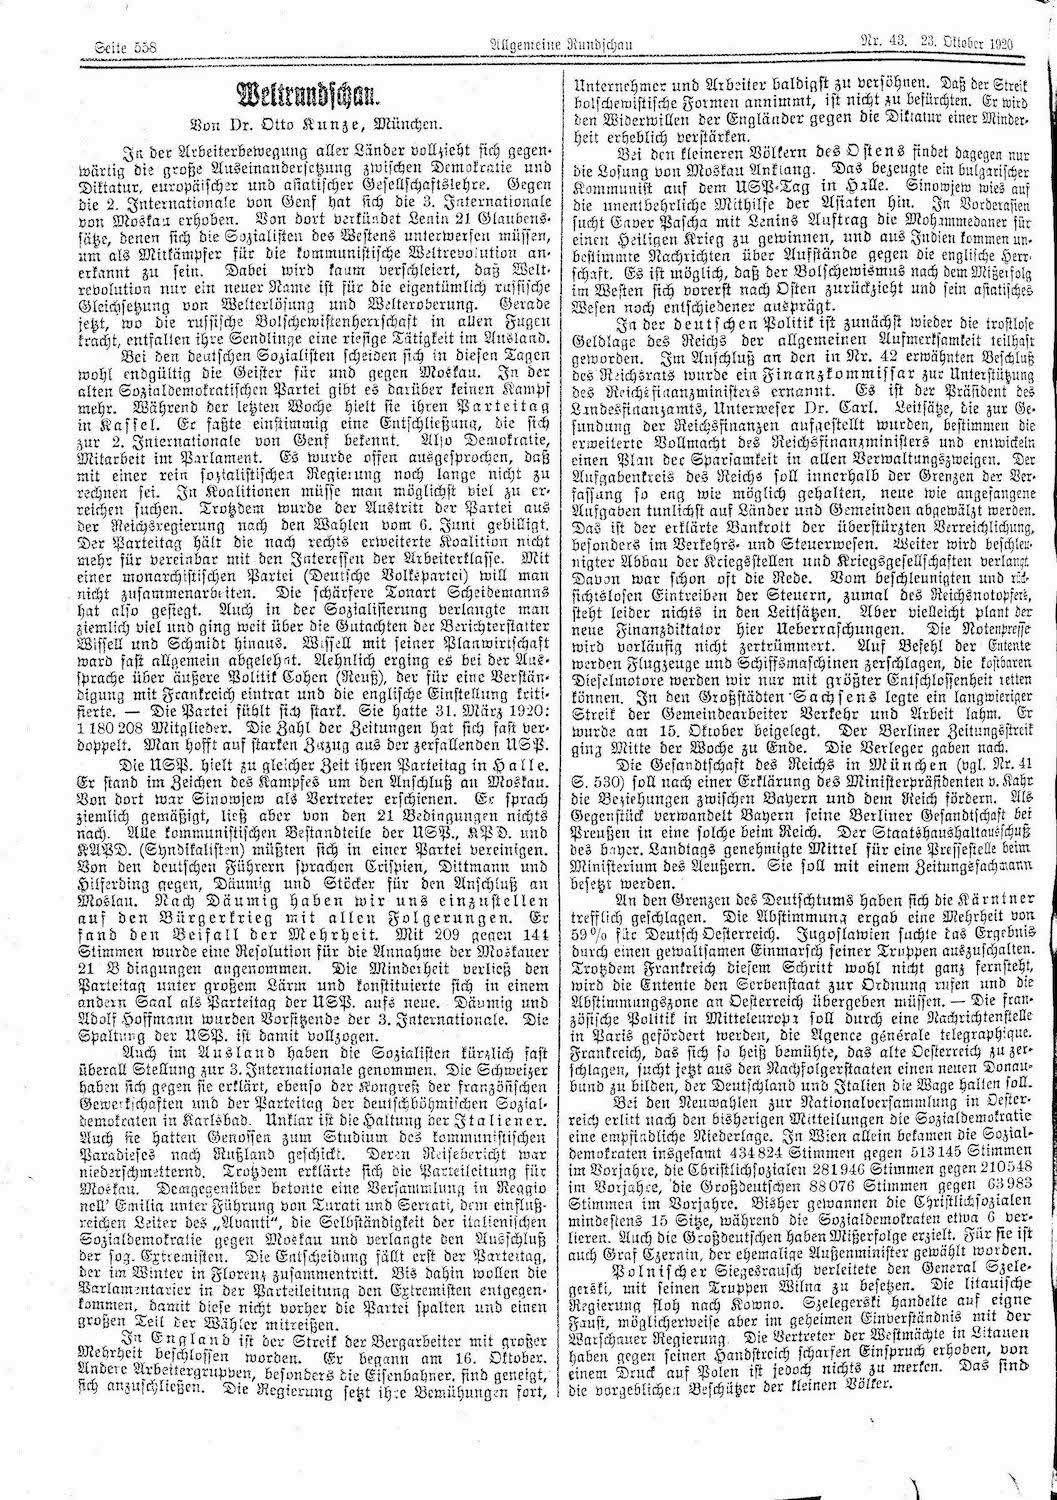 Seite 558
Allgemeine Rundschau
Nr. 43. 23. Oktober 1920
Weltrundschau.
Von Dr. Otto Kunze, München.
In der Arbeiterbewegung aller Länder vollzieht sich gegen-
wärtig die große Auseinandersetzung zwischen Demokratie und
Diktatur, europäischer und asiatischer Gesellschaftslehre. Gegen
die 2. Internationale von Genf hat sich die 3. Internationale
von Moskau erhoben. Von dort verkündet Lenin 21 Glaubens-
sätze, denen sich die Sozialisten des Westens unterwerfen müssen,
um als Mitkämpfer für die kommunistische Weltrevolution an-
erkannt zu sein. Dabei wird kaum verschleiert, daß Welt-
revolution nur ein neuer Name ist für die eigentümlich russische
Gleichsetzung von Welterlösung und Welteroberung. Gerade
jetzt, wo die russische Bolschewistenherrschaft in allen Fugen
kracht, entfalten ihre Sendlinge eine riesige Tätigkeit im Ausland.
Bei den deutschen Sozialisten scheiden sich in diesen Tagen
wohl endgültig die Geister für und gegen Moskau. In der
alten Sozialdemokratischen Partei gibt es darüber keinen Kampf
mehr. Während der letzten Woche hielt sie ihren Parteitag
in Kassel. Er faßte einstimmig eine Entschließung, die sich
zur 2. Internationale von Genf bekennt. Also Demokratie,
Mitarbeit im Parlament. Es wurde offen ausgesprochen, daß
mit einer rein sozialistischen Regierung noch lange nicht zu
rechnen sei. In Koalitionen müsse man möglichst viel zu er-
reichen suchen. Trotzdem wurde der Austritt der Partei aus
der Reichsregierung nach den Wahlen vom 6. Juni gebilligt.
Der Parteitag hält die nach rechts erweiterte Koalition nicht
mehr für vereinbar mit den Interessen der Arbeiterklasse. Mit
einer monarchistischen Partei (Deutsche Volkspartei) will man
nicht zusammenarbeiten. Die schärfere Tonart Scheidemanns
hat also gesiegt. Auch in der Sozialisierung verlangte man
ziemlich viel und ging weit über die Gutachten der Berichterstatter
Wissell und Schmidt hinaus. Wissell mit seiner Planwirtschaft
ward fast allgemein abgelehnt. Aehnlich erging es bei der Aus-
sprache über äußere Politik Cohen (Reuß), der für eine Verstän-
digung mit Frankreich eintrat und die englische Einstellung kriti-
sierte. — Die Partei fühlt sich stark. Sie hatte 31. März 1920:
1 180 208 Mitglieder. Die Zahl der Zeitungen hat sich fast ver-
doppelt. Man hofft auf starken Zuzug aus der zerfallenden USP.
Die USP. hielt zu gleicher Zeit ihren Parteitag in Halle.
Er stand im Zeichen des Kampfes um den Anschluß an Moskau.
Von dort war Sinowjew als Vertreter erschienen. Er sprach
ziemlich gemäßigt, ließ aber von den 21 Bedingungen nichts
nach. Alle kommunistischen Bestandteile der USP., KPD. und
KAPD. (Syndikalisten) müßten sich in einer Partei vereinigen.
Von den deutschen Führern sprachen Crispien, Dittmann und
Hilferding gegen, Däumig und Stöcker für den Anschluß an
Moskau. Nach Däumig haben wir uns einzustellen
auf den Bürgerkrieg mit allen Folgerungen. Er
fand den Beifall der Mehrheit. Mit 209 gegen 144
Stimmen wurde eine Resolution für die Annahme der Moskauer
21 B dingungen angenommen. Die Minderheit verließ den
Parteitag unter großem Lärm und konstituierte sich in einem
andern Saal als Parteitag der USP. aufs neue. Däumig und
Adolf Hoffmann wurden Vorsitzende der 3. Internationale. Die
Spaltung der USP. ist damit vollzogen.
Auch im Ausland haben die Sozialisten kürzlich fast
überall Stellung zur 3. Internationale genommen. Die Schweizer
haben sich gegen sie erklärt, ebenso der Kongreß der französischen
Gewerkschaften und der Parteitag der deutschböhmischen Sozial-
demokraten in Karlsbad. Unklar ist die Haltung der Italiener.
Auch sie hatten Genossen zum Studium des kommunistischen
Paradieses nach Rußland geschickt. Deren Reisebericht war
niederschmetternd. Trotzdem erklärte sich die Parteileitung für
Moskau. Demgegenüber betonte eine Versammlung in Reggio
nell' Emilia unter Führung von Turati und Serrati, dem einfluß-
reichen Leiter des „Avanti“, die Selbständigkeit der italienischen
Sozialdemokratie gegen Moskau und verlangte den Ausschluß
der sog. Extremisten. Die Entscheidung fällt erst der Parteitag,
der im Winter in Florenz zusammentritt. Bis dahin wollen die
Parlamentarier in der Parteileitung den Extremisten entgegen-
kommen, damit diese nicht vorher die Partei spalten und einen
großen Teil der Wähler mitreißen.
In England ist der Streik der Bergarbeiter mit großer
Mehrheit beschlossen worden. Er begann am 16. Oktober.
Andere Arbeitergruppen, besonders die Eisenbahner, sind geneigt,
sich anzuschließen. Die Regierung setzt ihre Bemühungen fort,
Unternehmer und Arbeiter baldigst zu versöhnen. Daß der Streik
bolschewistische Formen annimmt, ist nicht zu befürchten. Er wird
den Widerwillen der Engländer gegen die Diktatur einer Minder-
heit erheblich verstärken.
Bei den kleineren Völkern des Ostens findet dagegen nur
die Losung von Moskau Anklang. Das bezeugte ein bulgarischer
Kommunist auf dem USP-Tag in Halle. Sinowjew wies auf
die unentbehrliche Mithilfe der Asiaten hin. In Vorderasien
sucht Enver Pascha mit Lenins Auftrag die Mohammedaner für
einen Heiligen Krieg zu gewinnen, und aus Indien kommen un-
bestimmte Nachrichten über Aufstände gegen die englische Herr-
schaft. Es ist möglich, daß der Bolschewismus nach dem Mißerfolg
im Westen sich vorerst nach Osten zurückzieht und sein asiatisches
Wesen noch entschiedener ausprägt.
In der deutschen Politik ist zunächst wieder die trostlose
Geldlage des Reichs der allgemeinen Aufmerksamkeit teilhaft
geworden. Im Anschluß an den in Nr. 42 erwähnten Beschluß
des Reichsrats wurde ein Finanzkommissar zur Unterstützung
des Reichsfinanzministers ernannt. Es ist der Präsident des
Landesfinanzamts, Unterweser Dr. Carl. Leitsätze, die zur Ge-
sundung der Reichsfinanzen aufgestellt wurden, bestimmen die
erweiterte Vollmacht des Reichsfinanzministers und entwickeln
einen Plan der Sparsamkeit in allen Verwaltungszweigen. Der
Aufgabenkreis des Reichs soll innerhalb der Grenzen der Ver-
fassung so eng wie möglich gehalten, neue wie angefangene
Aufgaben tunlichst auf Länder und Gemeinden abgewälzt werden.
Das ist der erklärte Bankrott der überstürzten Verreichlichung,
besonders im Verkehrs- und Steuerwesen. Weiter wird beschleu-
nigter Abbau der Kriegsstellen und Kriegsgesellschaften verlangt.
Davon war schon oft die Rede. Vom beschleunigten und rück-
sichtslosen Eintreiben der Steuern, zumal des Reichsnotopfers,
steht leider nichts in den Leitsätzen. Aber vielleicht plant der
neue Finanzdiktator hier Ueberraschungen. Die Notenpresse
wird vorläufig nicht zertrümmert. Auf Befehl der Entente
werden Flugzeuge und Schiffsmaschinen zerschlagen, die kostbaren
Dieselmotore werden wir nur mit größter Entschlossenheit retten
können. In den Großstädten Sachsens legte ein langwieriger
Streik der Gemeindearbeiter Verkehr und Arbeit lahm. Er
wurde am 15. Oktober beigelegt. Der Berliner Zeitungsstreik
ging Mitte der Woche zu Ende. Die Verleger gaben nach.
Die Gesandtschaft des Reichs in München (vgl. Nr. 41
S. 530) soll nach einer Erklärung des Ministerpräsidenten v. Kahr
die Beziehungen zwischen Bayern und dem Reich fördern. Als
Gegenstück verwandelt Bayern seine Berliner Gesandtschaft bei
Preußen in eine solche beim Reich. Der Staatshaushaltausschuß
des bayer. Landtags genehmigte Mittel für eine Pressestelle beim
Ministerium des Aeußern. Sie soll mit einem Zeitungsfachmann
besetzt werden.
An den Grenzen des Deutschtums haben sich die Kärntner
trefflich geschlagen. Die Abstimmung ergab eine Mehrheit von
59% für Deutsch-Oesterreich. Jugoslawien suchte das Ergebnis
durch einen gewaltsamen Einmarsch seiner Truppen auszuschalten.
Trotzdem Frankreich diesem Schritt wohl nicht ganz fernsteht,
wird die Entente den Serbenstaat zur Ordnung rufen und die
Abstimmungszone an Oesterreich übergeben müssen. — Die fran-
zösische Politik in Mitteleuropa soll durch eine Nachrichtenstelle
in Paris gefördert werden, die Agence générale telegraphique.
Frankreich, das sich so heiß bemühte, das alte Oesterreich zu zer-
schlagen, sucht jetzt aus den Nachfolgerstaaten einen neuen Donau-
bund zu bilden, der Deutschland und Italien die Wage halten soll.
Bei den Neuwahlen zur Nationalversammlung in Oester-
reich erlitt nach den bisherigen Mitteilungen die Sozialdemokratie
eine empfindliche Niederlage. In Wien allein bekamen die Sozial-
demokraten insgesamt 434 824 Stimmen gegen 513 145 Stimmen
im Vorjahre, die Christlichsozialen 281 946 Stimmen gegen 210 548
im Vorjahre, die Großdeutschen 88 076 Stimmen gegen 63 983
Stimmen im Vorjahre. Bisher gewannen die Christlichsozialen
mindestens 15 Sitze, während die Sozialdemokraten etwa 6 ver-
lieren. Auch die Großdeutschen haben Mißerfolge erzielt. Für sie ist
auch Graf Czernin, der ehemalige Außenminister gewählt worden.
Polnischer Siegesrausch verleitete den General Szele-
gerski, mit seinen Truppen Wilna zu besetzen. Die litauische
Regierung floh nach Kowno. Szelegerski handelte auf eigne
Faust, möglicherweise aber im geheimen Einverständnis mit der
Warschauer Regierung. Die Vertreter der Westmächte in Litauen
haben gegen seinen Handstreich scharfen Einspruch erhoben, von
einem Druck auf Polen ist jedoch nichts zu merken. Das sind
die vorgeblichen Beschützer der kleinen Völker.